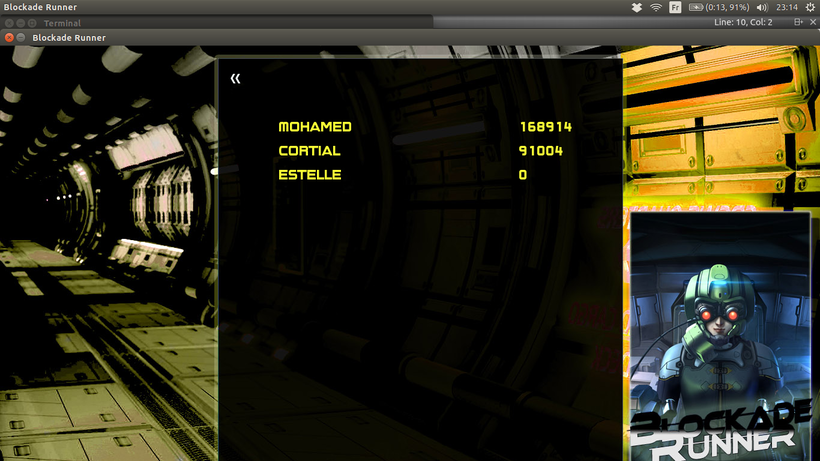 Blockade Runner
Fr
(0:13, 91%)
23:14
Terminal
Line: 10, Col: 2
Blockade Runner
«
MOHAMED 168914
CORTIAL 91004
ESTELLE 0
BLOCKADE
RUNNER